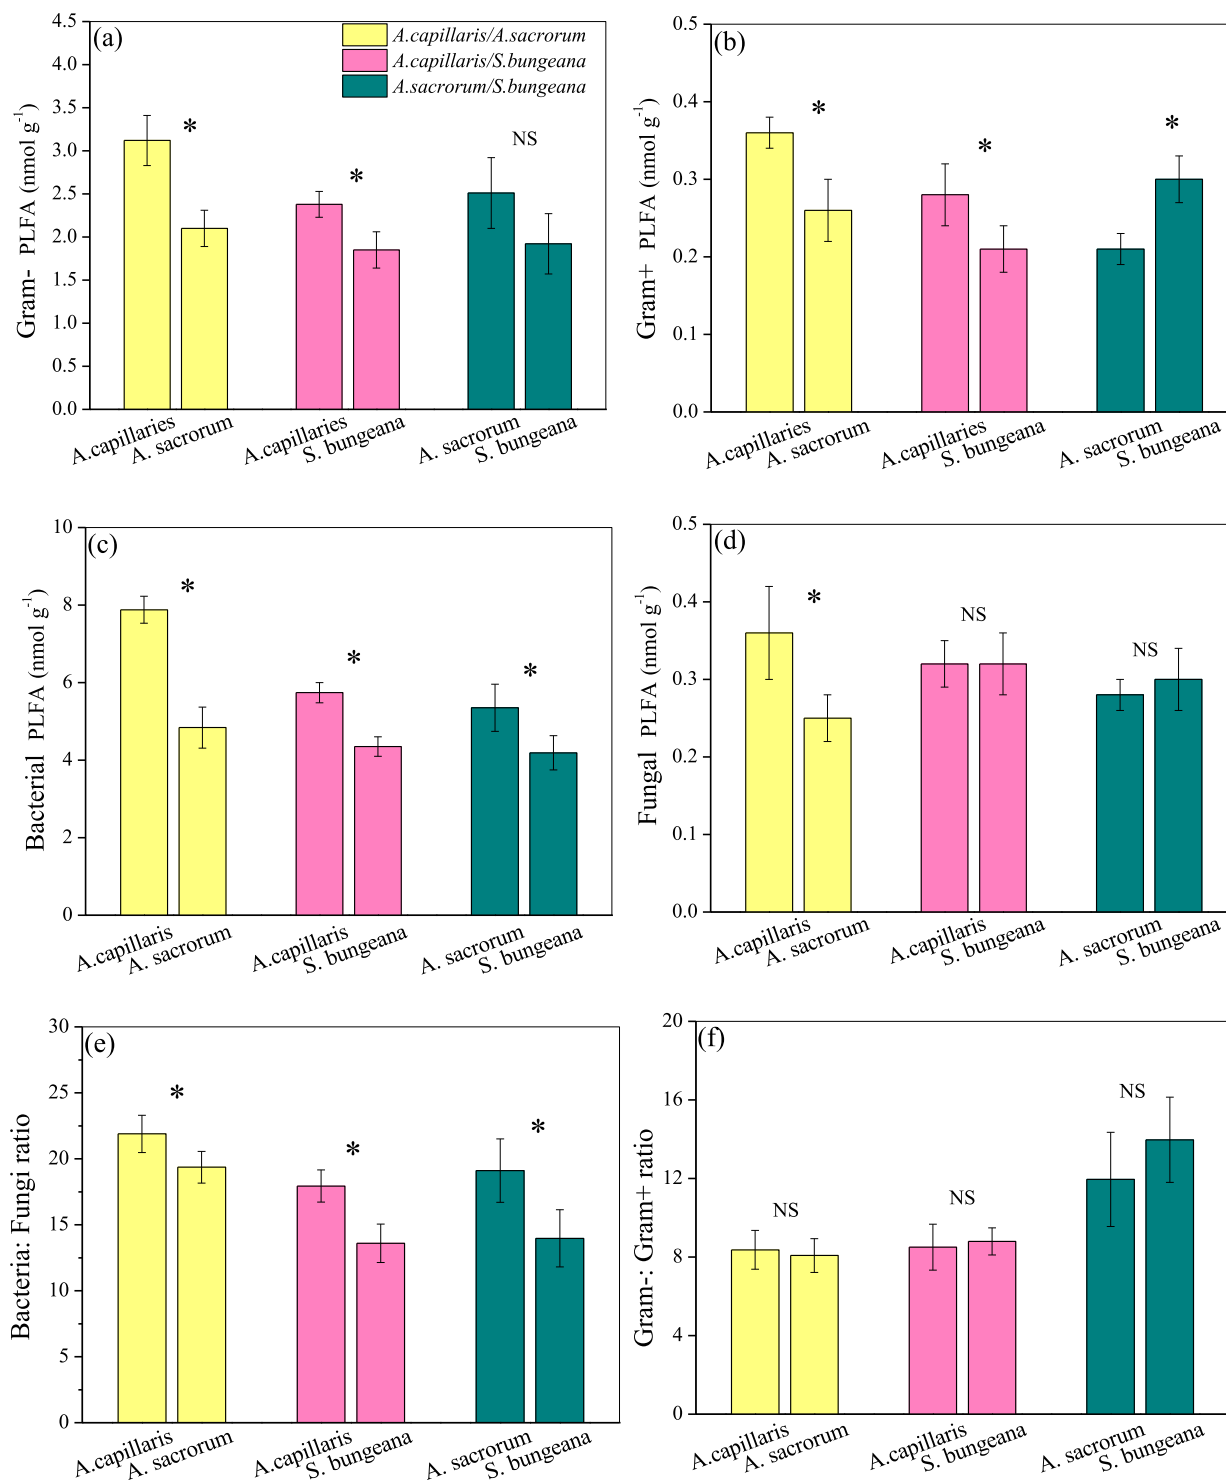 (a)
A.capillaris/A.sacrorum
A.capillaris/S.bungeana
A.sacrorum/S.bungeana
Gram- PLFA (nmol g-1)
4.5
4.0
3.5
3.0
2.5
2.0
1.5
1.0
0.5
0.0
*
*
NS
A.capillaries
A. sacrorum
A.capillaries
S. bungeana
A. sacrorum
S. bungeana
(b)
Gram+ PLFA (nmol g-1)
0.5
0.4
0.3
0.2
0.1
0.0
*
*
*
A.capillaries
A. sacrorum
A.capillaries
S. bungeana
A. sacrorum
S. bungeana
(c)
Bacterial PLFA (nmol g-1)
10
8
6
4
2
0
*
*
*
A.capillaris
A. sacrorum
A.capillaris
S. bungeana
A. sacrorum
S. bungeana
(d)
Fungal PLFA (nmol g-1)
0.5
0.4
0.3
0.2
0.1
0.0
*
NS
NS
A.capillaris
A. sacrorum
A.capillaris
S. bungeana
A. sacrorum
S. bungeana
(e)
Bacteria: Fungi ratio
30
25
20
15
10
5
0
*
*
*
A.capillaris
A. sacrorum
A.capillaris
S. bungeana
A. sacrorum
S. bungeana
(f)
Gram-: Gram+ ratio
20
16
12
8
4
0
NS
NS
NS
A.capillaris
A. sacrorum
A.capillaris
S. bungeana
A. sacrorum
S. bungeana